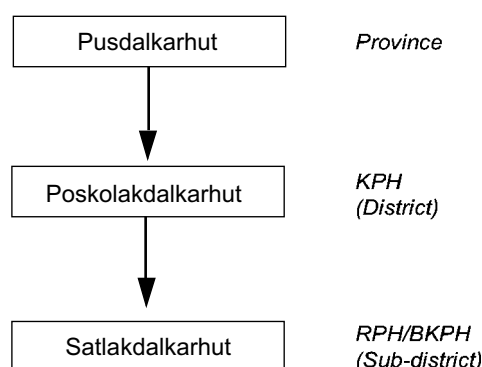 Pusdalkarhut
Province
Poskolakdalkarhut
KPH
(District)
Satlakdalkarhut
RPH/BKPH
(Sub-district)